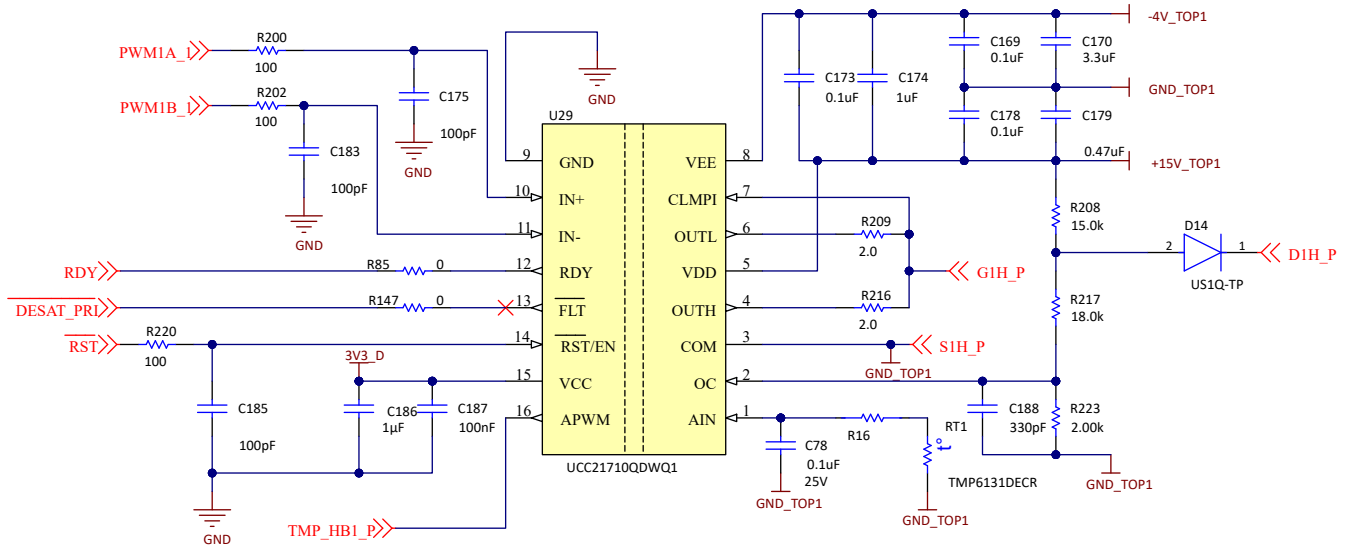 PWM1A_1
R200
100
PWM1B_1
R202
100
C175
100pF
GND
C183
100pF
GND
GND
U29
-4V_TOP1
C169
0.1uF
C170
3.3uF
C173
0.1uF
C174
1uF
GND_TOP1
C178
0.1uF
C179
0.47uF
+15V_TOP1
9 GND VEE 8
10 IN+ CLMPI 7
11 IN- OUTL 6
12 RDY VDD 5
13 FLT OUTH 4
14 RST/EN COM 3
15 VCC OC 2
16 APWM AIN 1
UCC21710QDWQ1
RDY
R85 0
DESAT_PRI
R147 0
RST
R220
100
3V3_D
C185
100pF
C186
1µF
C187
100nF
GND
TMP_HB1_P
R209
2.0
G1H_P
R216
2.0
S1H_P
GND_TOP1
R208
15.0k
D14
2 1
US1Q-TP
D1H_P
R217
18.0k
C188
330pF
R223
2.00k
GND_TOP1
C78
0.1uF
25V
GND_TOP1
R16
RT1
t°
TMP6131DECR
GND_TOP1